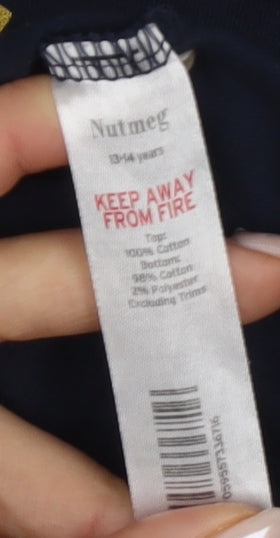 Nutmeg
13-14 years
KEEP AWAY
FROM FIRE
Top:
100% Cotton
Bottom:
98% Cotton
2% Polyester
Excluding Trims